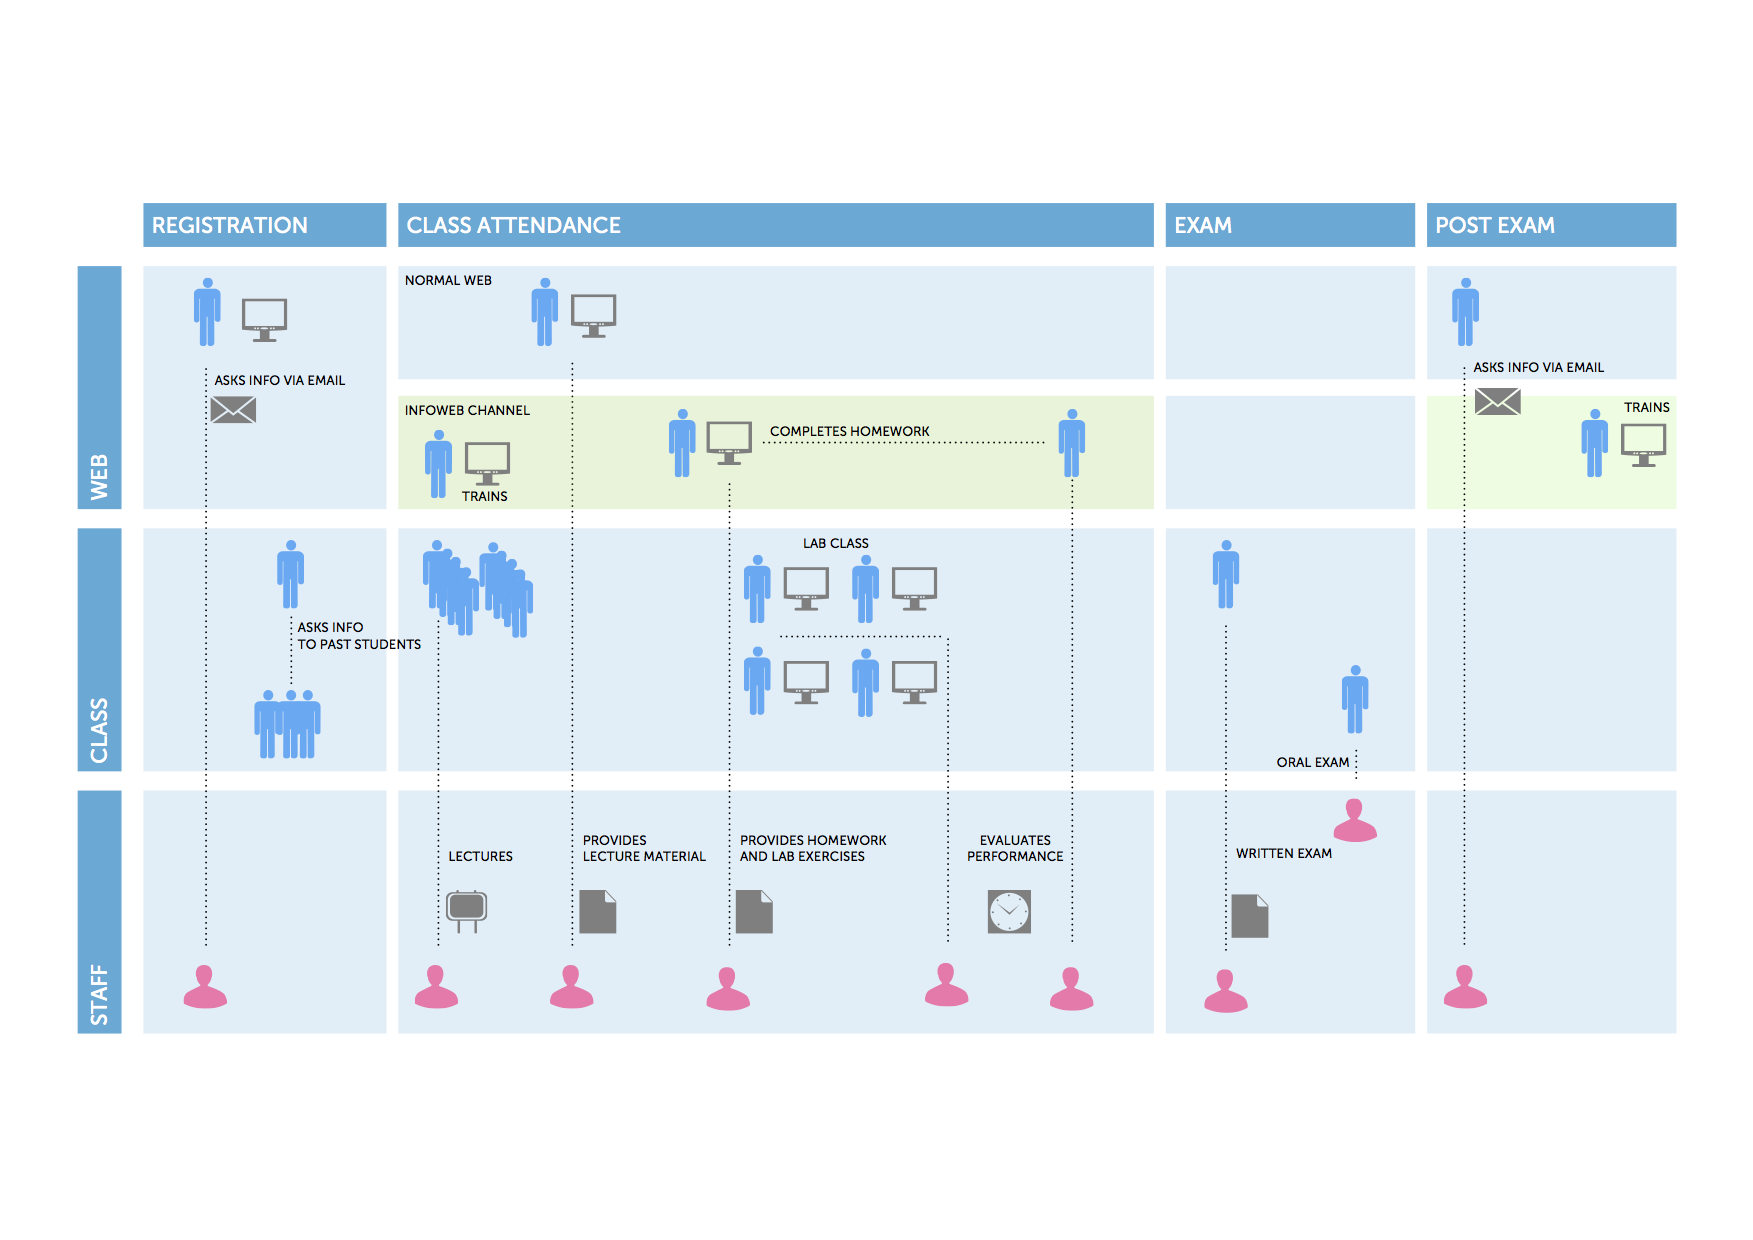 REGISTRATION
CLASS ATTENDANCE
EXAM
POST EXAM
WEB
NORMAL WEB
ASKS INFO VIA EMAIL
ASKS INFO VIA EMAIL
INFOWEB CHANNEL
TRAINS
COMPLETES HOMEWORK
TRAINS
CLASS
ASKS INFO
TO PAST STUDENTS
LAB CLASS
ORAL EXAM
STAFF
LECTURES
PROVIDES
LECTURE MATERIAL
PROVIDES HOMEWORK
AND LAB EXERCISES
EVALUATES
PERFORMANCE
WRITTEN EXAM